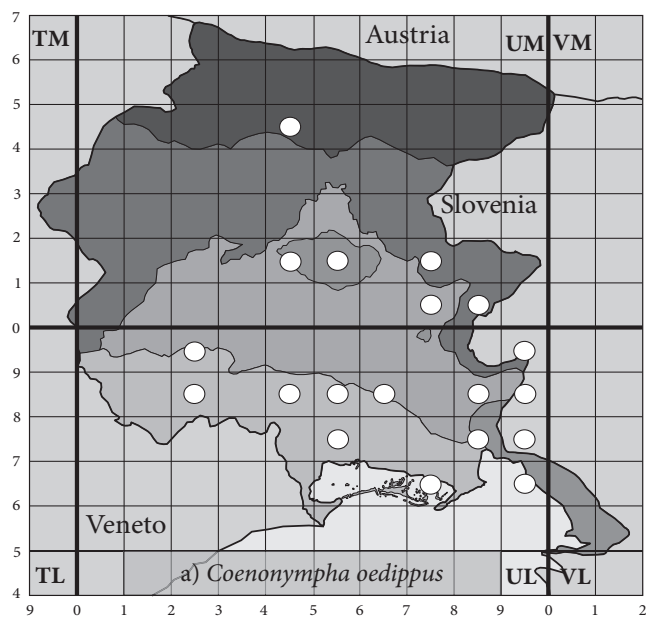 7
TM Austria UM VM
6
5
4
3
Slovenia
2
1
0
9
8
7
6
Veneto
5
TL a) Coenonympha oedippus UL VL
4
9 0 1 2 3 4 5 6 7 8 9 0 1 2